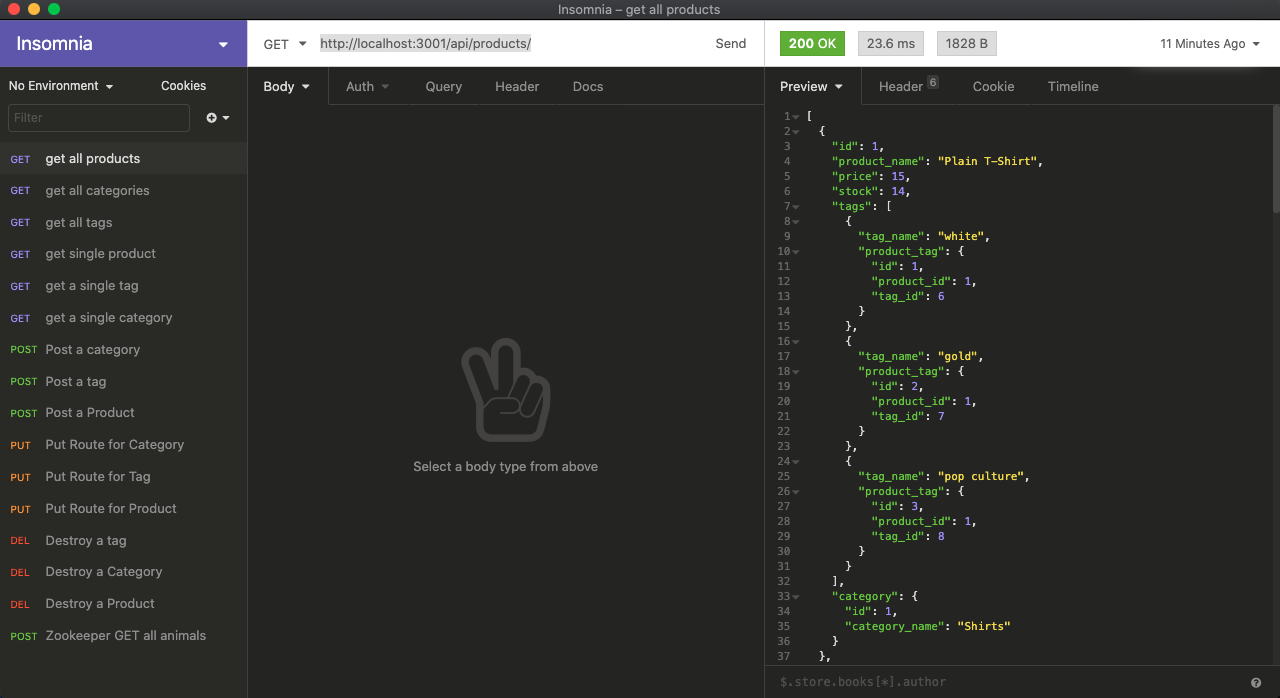 Insomnia – get all products
Insomnia
GET http://localhost:3001/api/products/ Send
200 OK 23.6 ms 1828 B 11 Minutes Ago
No Environment Cookies
Filter
GET get all products
GET get all categories
GET get all tags
GET get single product
GET get a single tag
GET get a single category
POST Post a category
POST Post a tag
POST Post a Product
PUT Put Route for Category
PUT Put Route for Tag
PUT Put Route for Product
DEL Destroy a tag
DEL Destroy a Category
DEL Destroy a Product
POST Zookeeper GET all animals
Body Auth Query Header Docs
Select a body type from above
Preview Header 6 Cookie Timeline
1 [
2 {
3 "id": 1,
4 "product_name": "Plain T-Shirt",
5 "price": 15,
6 "stock": 14,
7 "tags": [
8 {
9 "tag_name": "white",
10 "product_tag": {
11 "id": 1,
12 "product_id": 1,
13 "tag_id": 6
14 }
15 },
16 {
17 "tag_name": "gold",
18 "product_tag": {
19 "id": 2,
20 "product_id": 1,
21 "tag_id": 7
22 }
23 },
24 {
25 "tag_name": "pop culture",
26 "product_tag": {
27 "id": 3,
28 "product_id": 1,
29 "tag_id": 8
30 }
31 }
32 ],
33 "category": {
34 "id": 1,
35 "category_name": "Shirts"
36 }
37 },
$.store.books[*].author